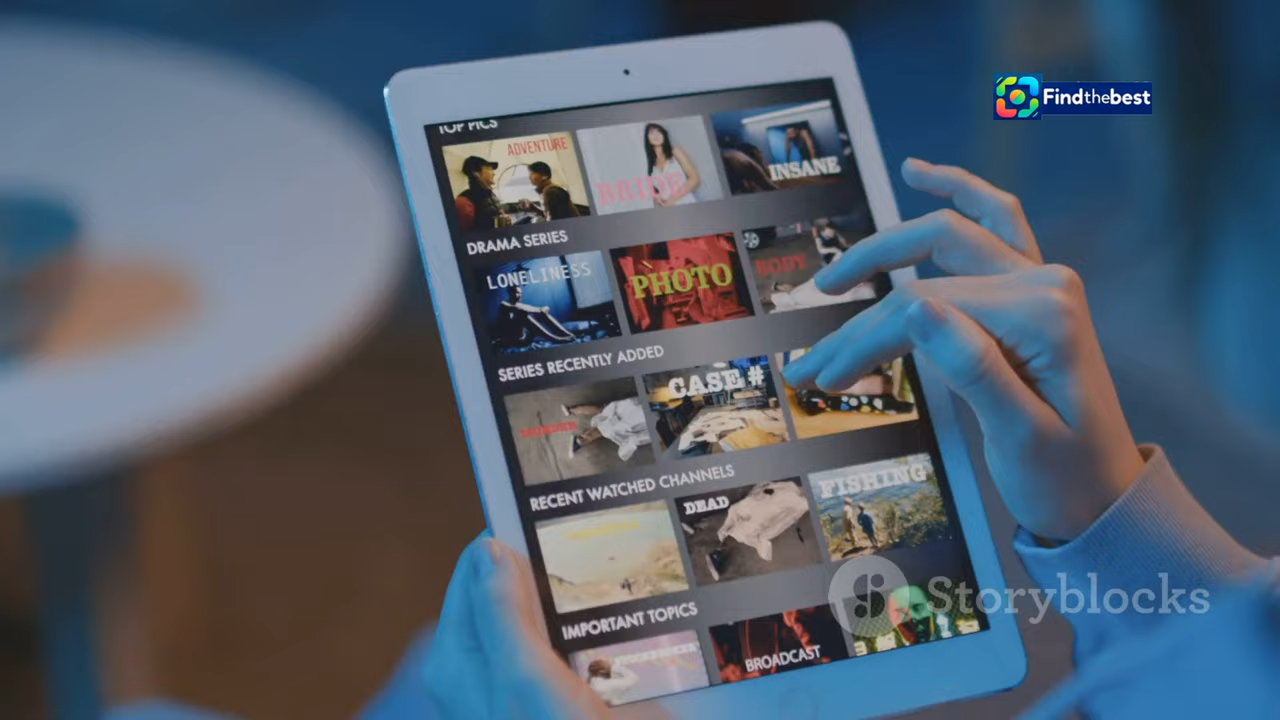 Findthebest
TOP PICS
ADVENTURE
BRIDE
INSANE
DRAMA SERIES
LONELINESS
PHOTO
BODY
SERIES RECENTLY ADDED
MURDER
CASE #
RECENT WATCHED CHANNELS
DEAD
FISHING
IMPORTANT TOPICS
BROADCAST
Storyblocks